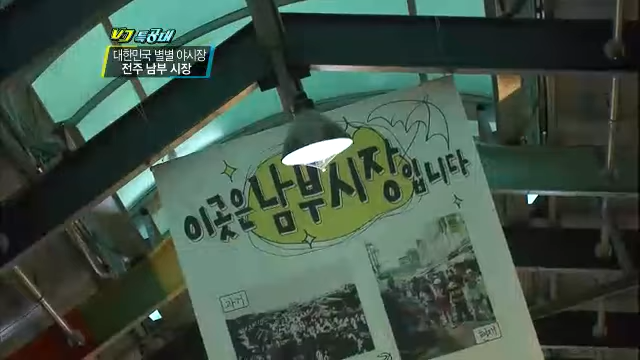 VJ 특공대
대한민국 별별 야시장
전주 남부 시장
이곳은 남부시장입니다
과거
현재